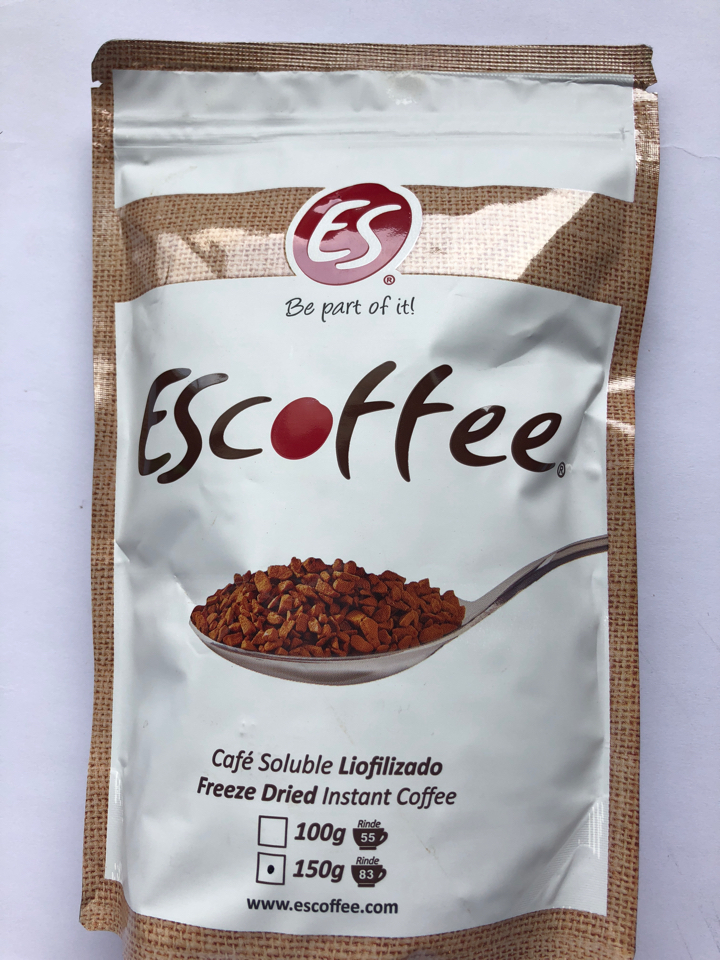 ES
®
Be part of it!
EScoffee®
Café Soluble Liofilizado
Freeze Dried Instant Coffee
100g Rinde 55
150g Rinde 83
www.escoffee.com